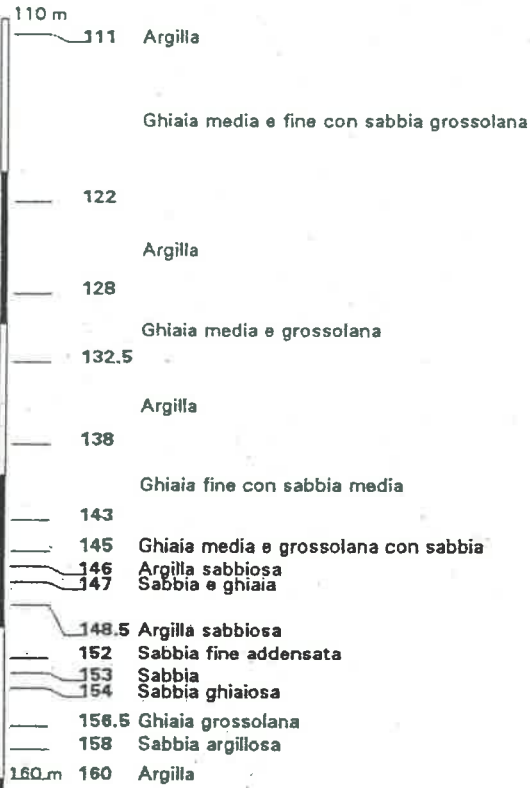 110 m
111 Argilla
Ghiaia media e fine con sabbia grossolana
122
Argilla
128
Ghiaia media e grossolana
132.5
Argilla
138
Ghiaia fine con sabbia media
143
145 Ghiaia media e grossolana con sabbia
146 Argilla sabbiosa
147 Sabbia e ghiaia
148.5 Argilla sabbiosa
152 Sabbia fine addensata
153 Sabbia
154 Sabbia ghiaiosa
156.5 Ghiaia grossolana
158 Sabbia argillosa
160 m 160 Argilla